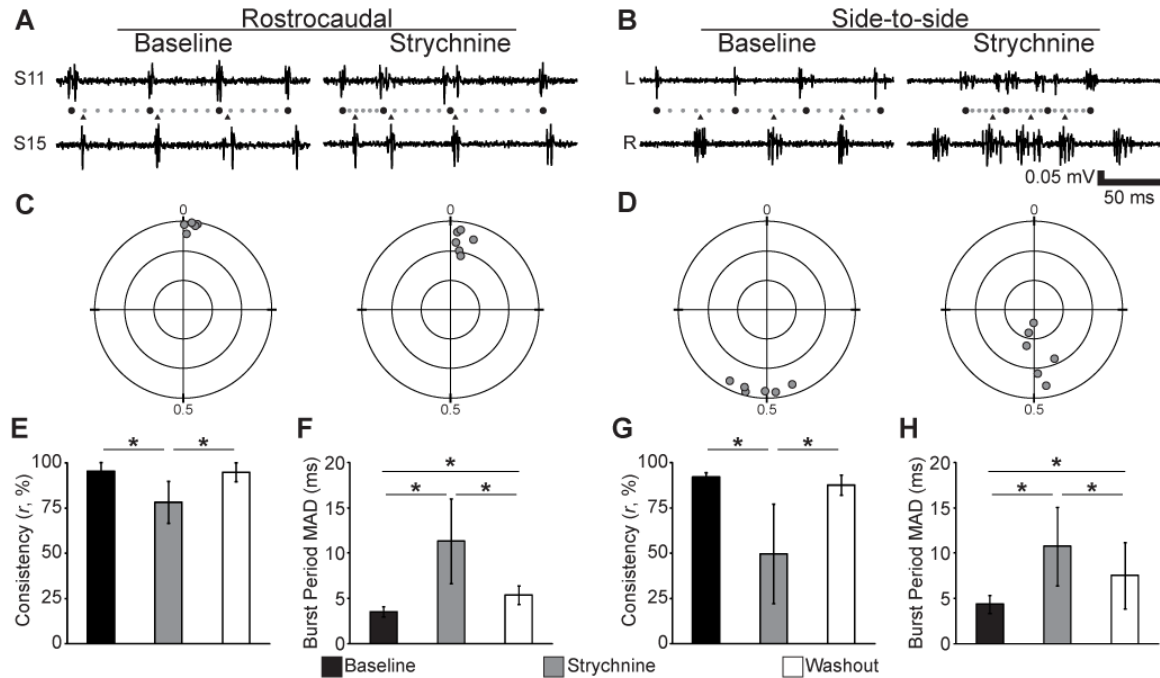 A Rostrocaudal
Baseline Strychnine
S11
S15
B Side-to-side
Baseline Strychnine
L
R
0.05 mV
50 ms
C
0
0.5
0
0.5
D
0
0.5
0
0.5
E
* *
Consistency (r, %)
100
75
50
25
0
F
*
* *
Burst Period MAD (ms)
20
15
10
5
0
G
* *
Consistency (r, %)
100
75
50
25
0
H
*
* *
Burst Period MAD (ms)
20
15
10
5
0
Baseline Strychnine Washout